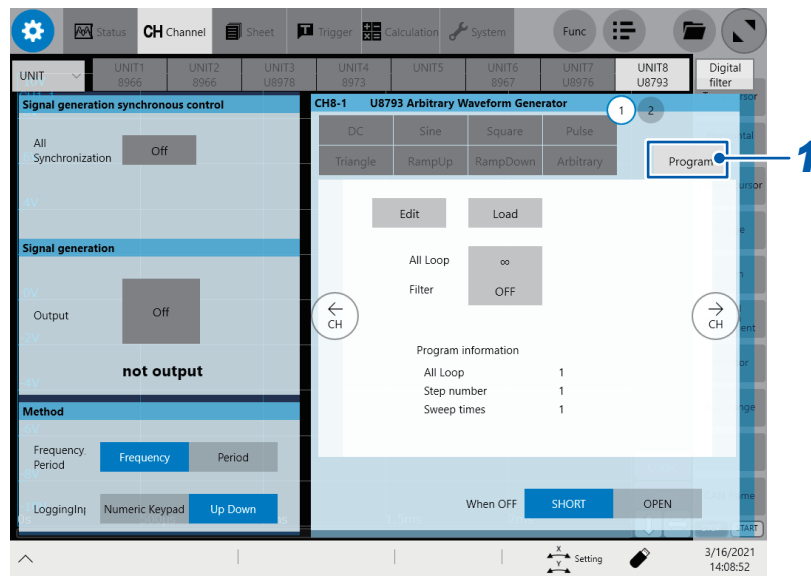 Status CH Channel Sheet Trigger Calculation System Func
UNIT UNIT1 8966 UNIT2 8966 UNIT3 U8978 UNIT4 8973 UNIT5 UNIT6 8967 UNIT7 U8976 UNIT8 U8793 Digital filter
Signal generation synchronous control
All Synchronization Off
Signal generation
Output Off
not output
Method
Frequency. Period Frequency Period
LoggingInp Numeric Keypad Up Down
CH8-1 U8793 Arbitrary Waveform Generator 1 2
DC Sine Square Pulse
Triangle RampUp RampDown Arbitrary Program 1
Edit Load
All Loop ∞
Filter OFF
← CH
→ CH
Program information
All Loop 1
Step number 1
Sweep times 1
When OFF SHORT OPEN
X Y Setting 3/16/2021
14:08:52